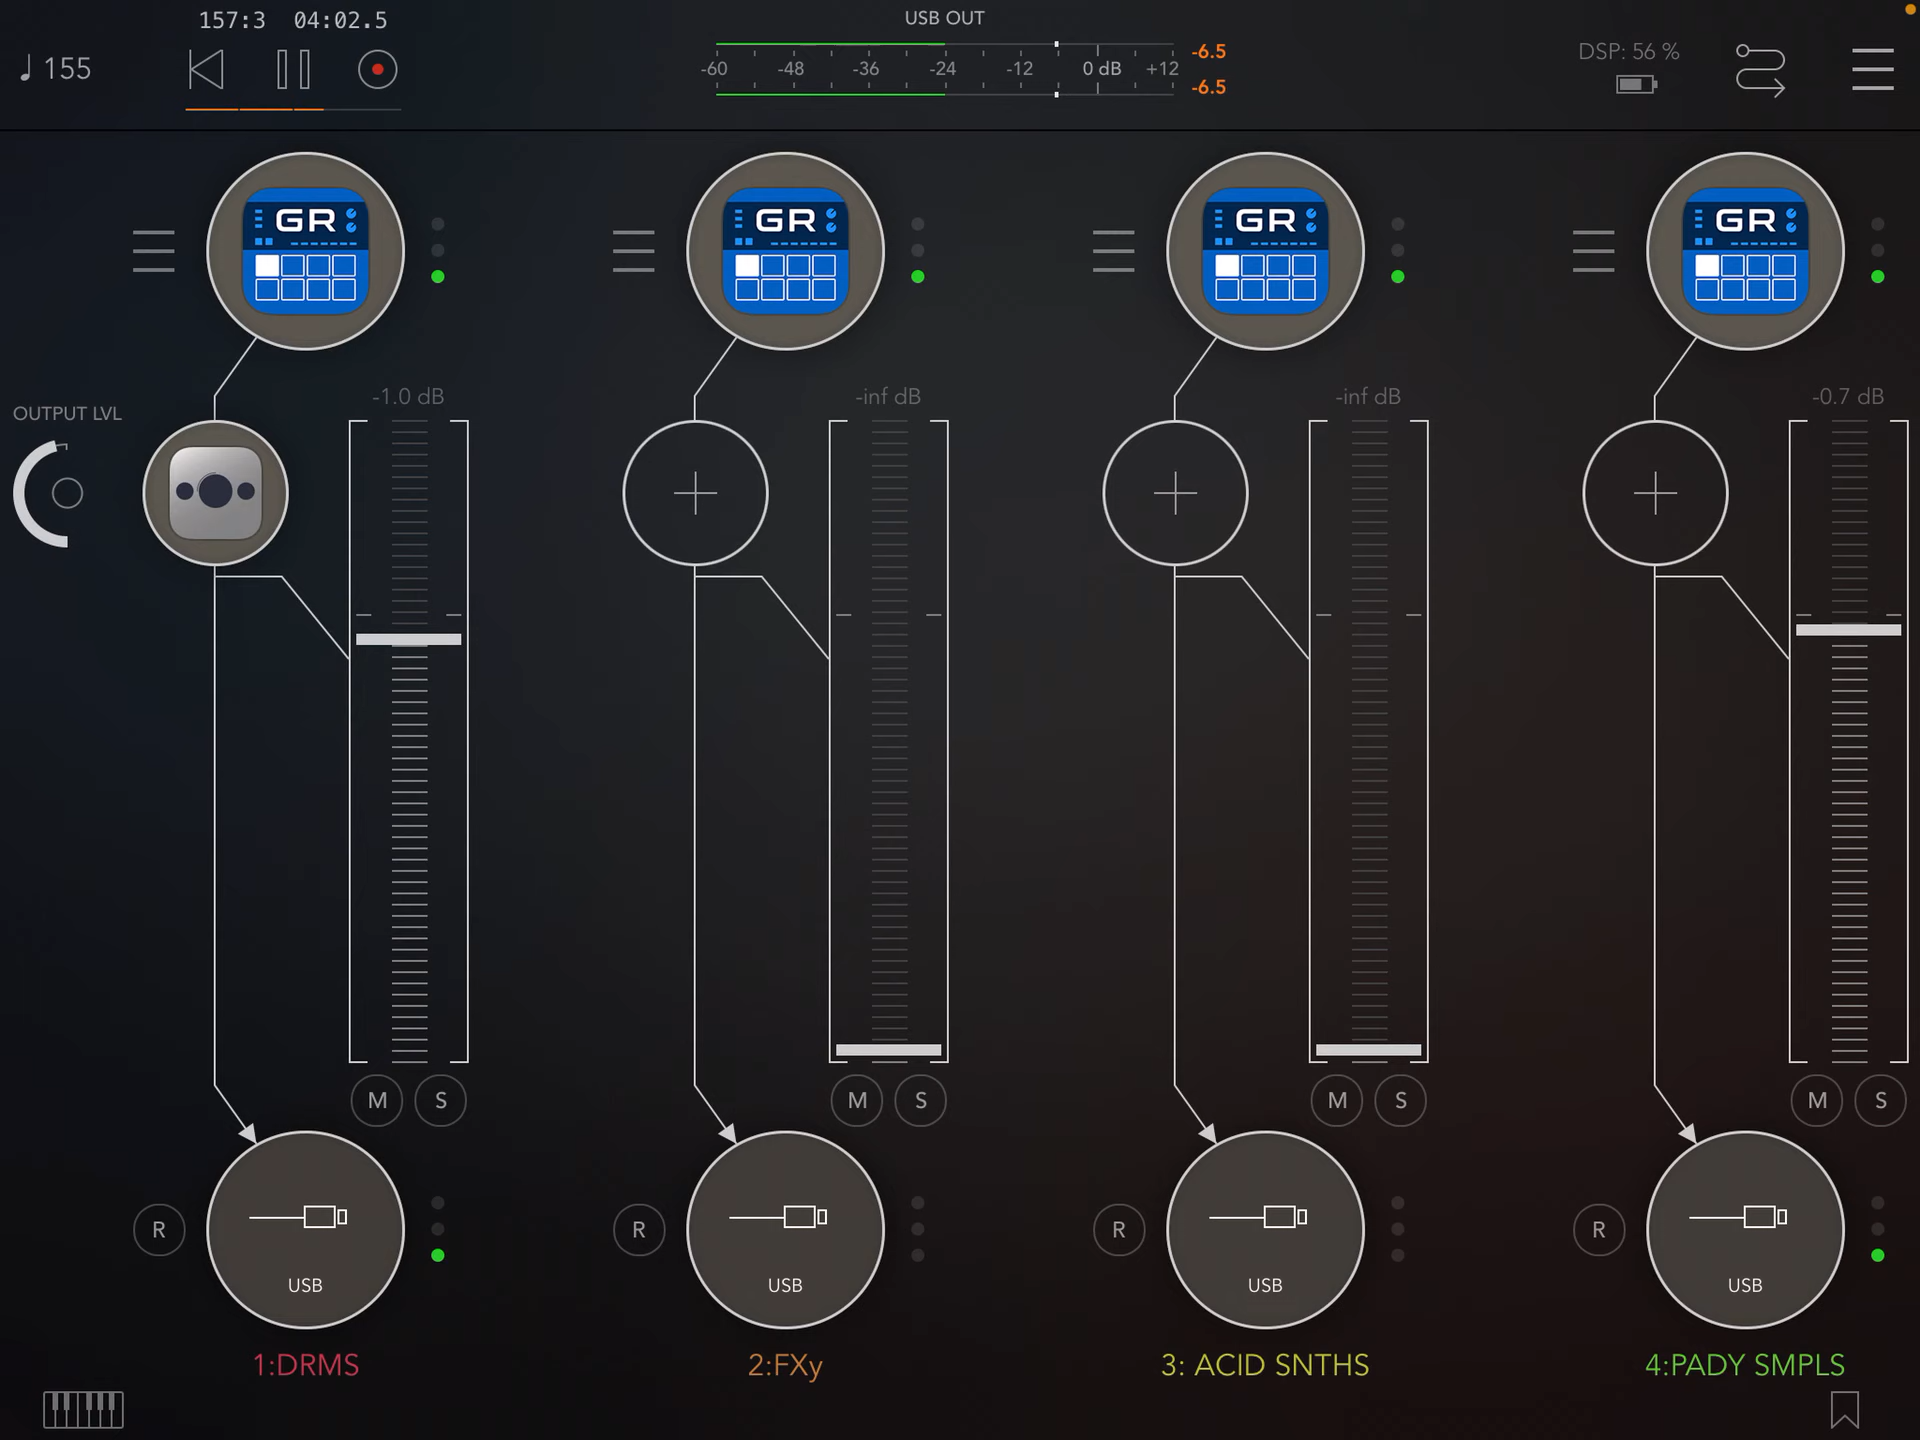 157:3 04:02.5
USB OUT
155
-60 -48 -36 -24 -12 0 dB +12
-6.5
-6.5
DSP: 56 %
GR GR GR GR
-1.0 dB -inf dB -inf dB -0.7 dB
OUTPUT LVL
M S M S M S M S
R R R R
USB USB USB USB
1:DRMS 2:FXy 3: ACID SNTHS 4:PADY SMPLS